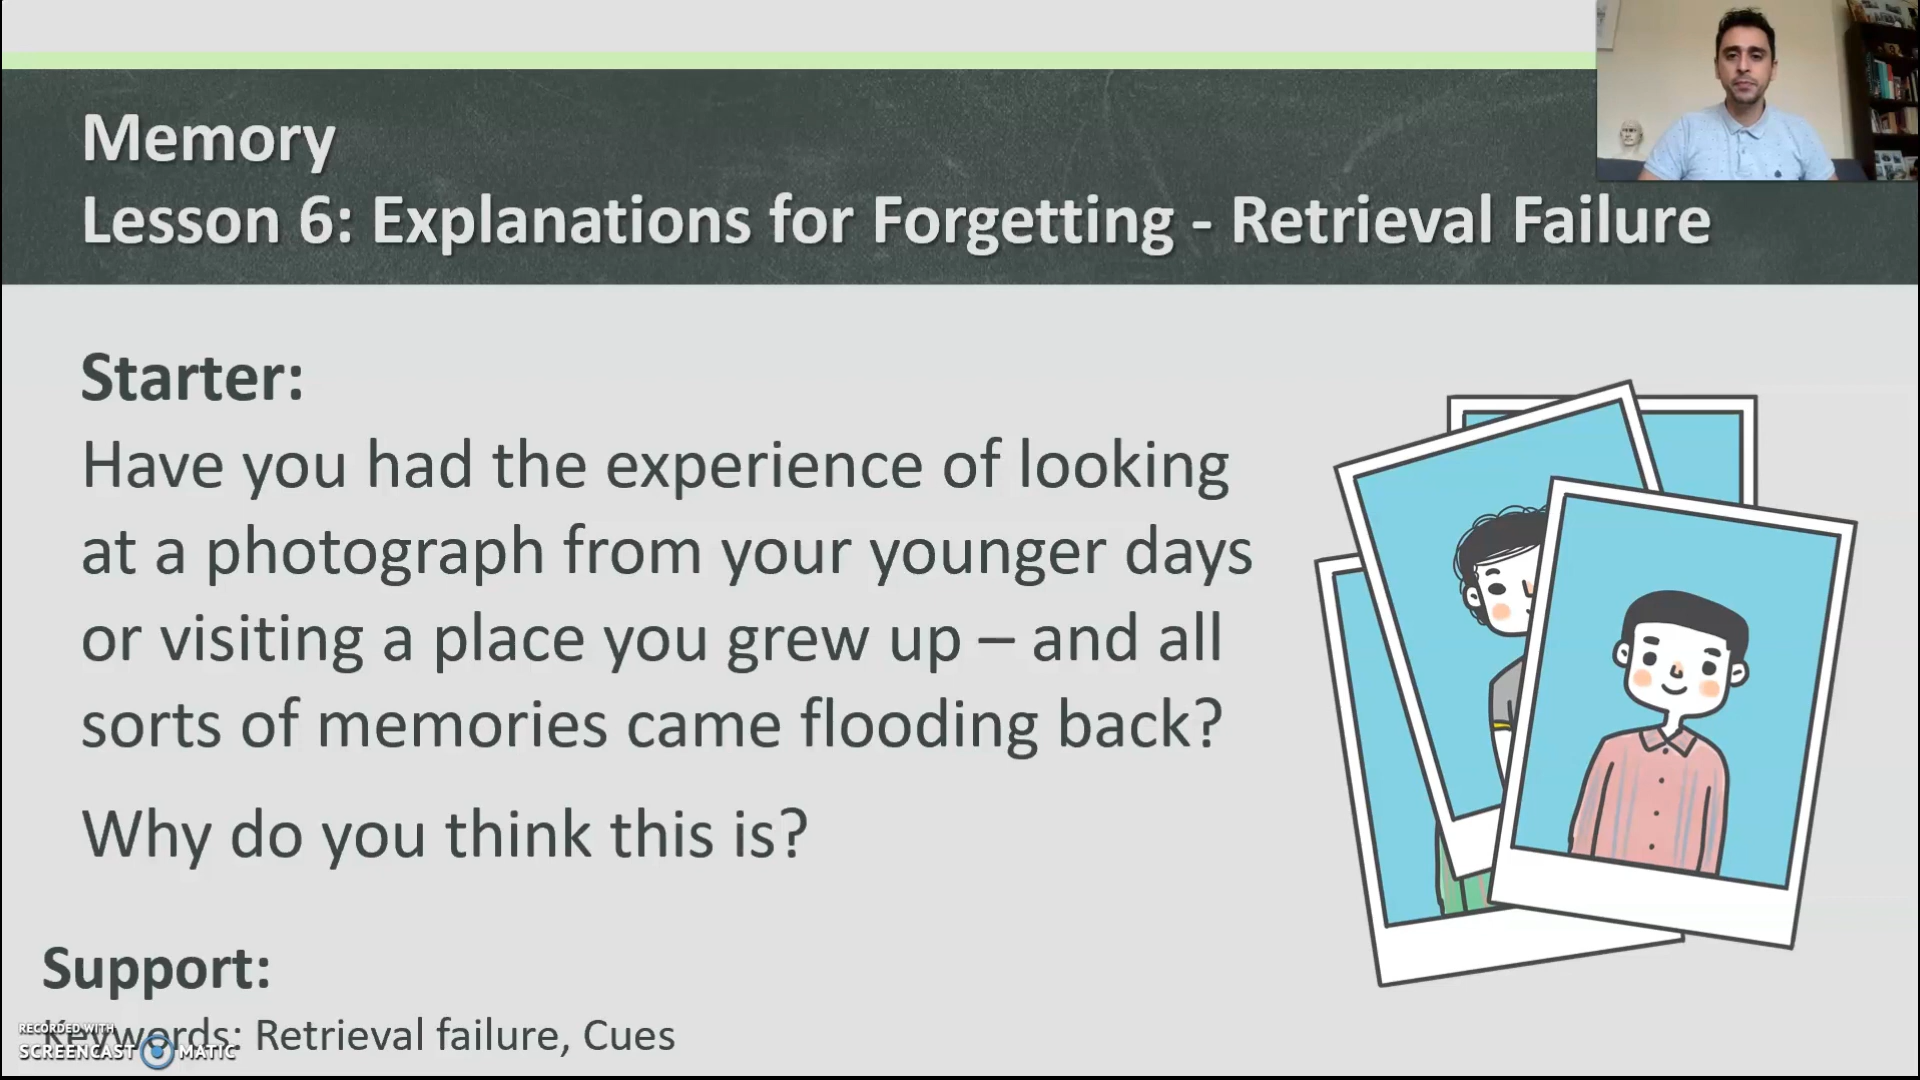 Memory
Lesson 6: Explanations for Forgetting - Retrieval Failure
Starter:
Have you had the experience of looking
at a photograph from your younger days
or visiting a place you grew up – and all
sorts of memories came flooding back?
Why do you think this is?
Support:
Keywords: Retrieval failure, Cues
RECORDED WITH
SCREENCAST MATIC